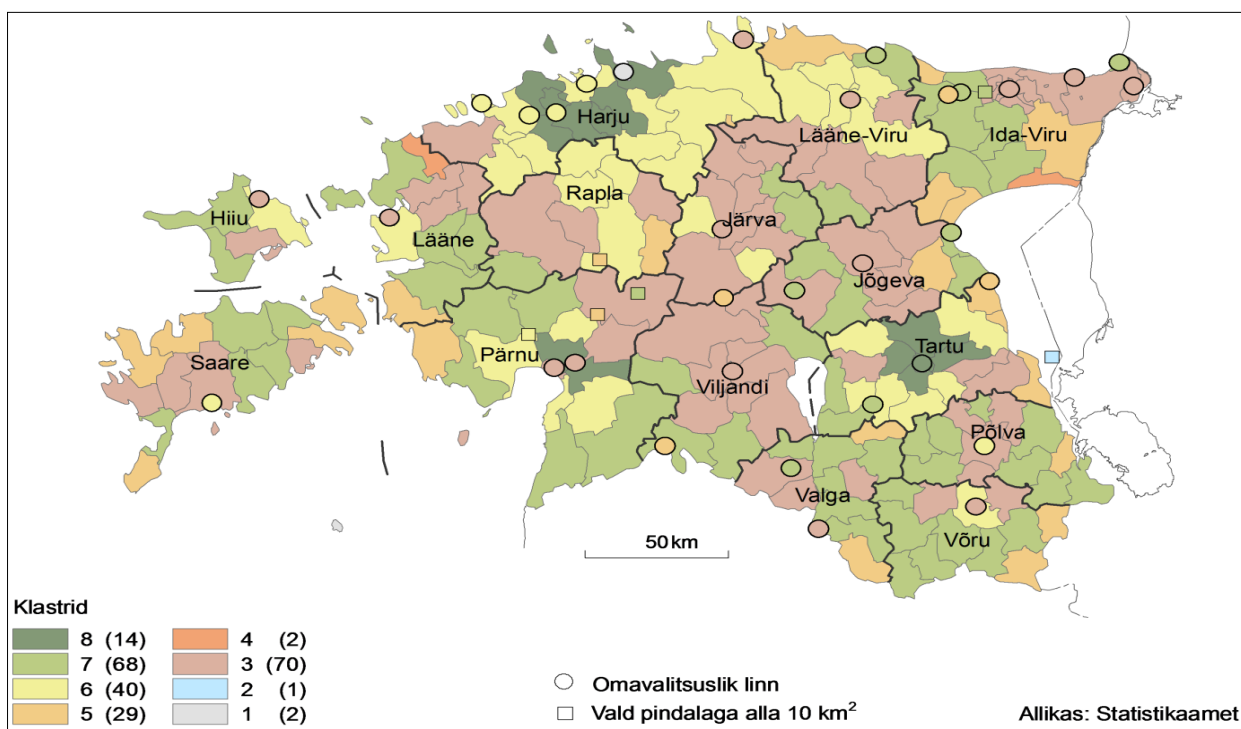 Harju
Lääne-Viru
Ida-Viru
Rapla
Hiiu
Järva
Lääne
Jõgeva
Saare
Pärnu
Tartu
Viljandi
Põlva
Valga
Võru
50 km
Klastrid
8 (14)
7 (68)
6 (40)
5 (29)
4 (2)
3 (70)
2 (1)
1 (2)
Omavalitsuslik linn
Vald pindalaga alla 10 km²
Allikas: Statistikaamet